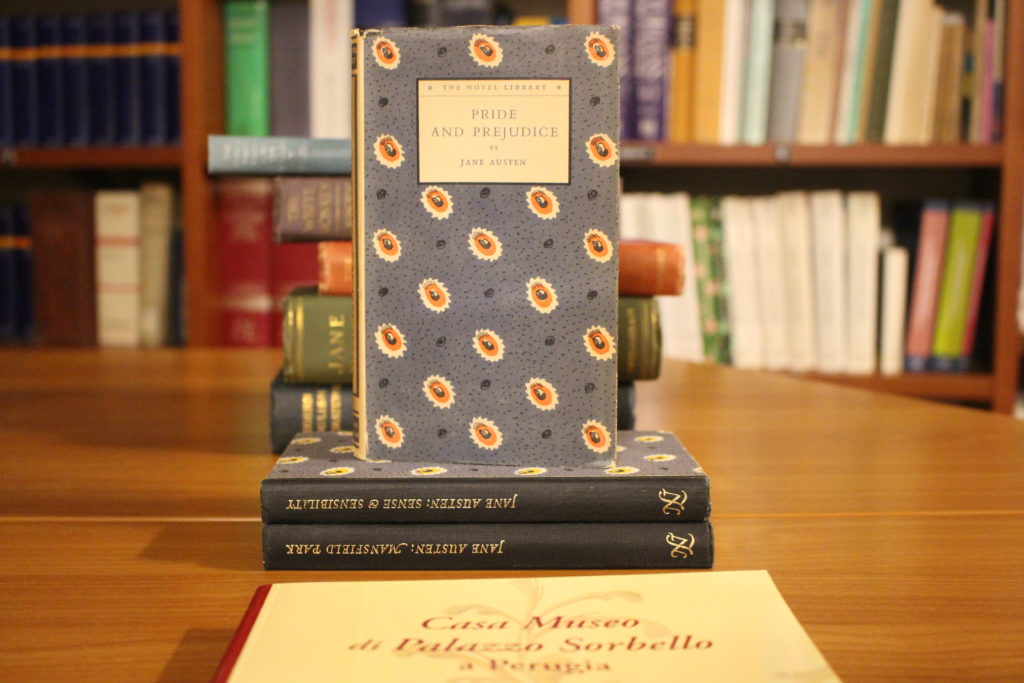 THE NOVEL LIBRARY
PRIDE
AND PREJUDICE
BY
JANE AUSTEN
JANE
JANE AUSTEN: SENSE & SENSIBILITY
JANE AUSTEN: MANSFIELD PARK
Casa Museo
di Palazzo Sorbello
a Perugia